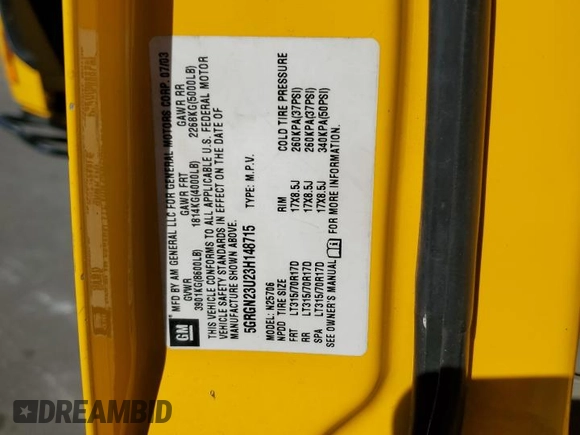 MFD BY AM GENERAL LLC FOR GENERAL MOTORS CORP. 07/03
GVWR GAWR FRT GAWR RR
3901KG(8600LB) 1814KG(4000LB) 2268KG(5000LB)
THIS VEHICLE CONFORMS TO ALL APPLICABLE U.S. FEDERAL MOTOR
VEHICLE SAFETY STANDARDS IN EFFECT ON THE DATE OF
MANUFACTURE SHOWN ABOVE.
GM
5GRGN23U23H148715 TYPE: M.P.V.
MODEL: N25706
NPDD TIRE SIZE RIM COLD TIRE PRESSURE
FRT LT315/70R17D 17X8.5J 260KPA(37PSI)
RR LT315/70R17D 17X8.5J 260KPA(37PSI)
SPA LT315/70R17D 17X8.5J 340KPA(50PSI)
SEE OWNER'S MANUAL FOR MORE INFORMATION.
DREAMBID